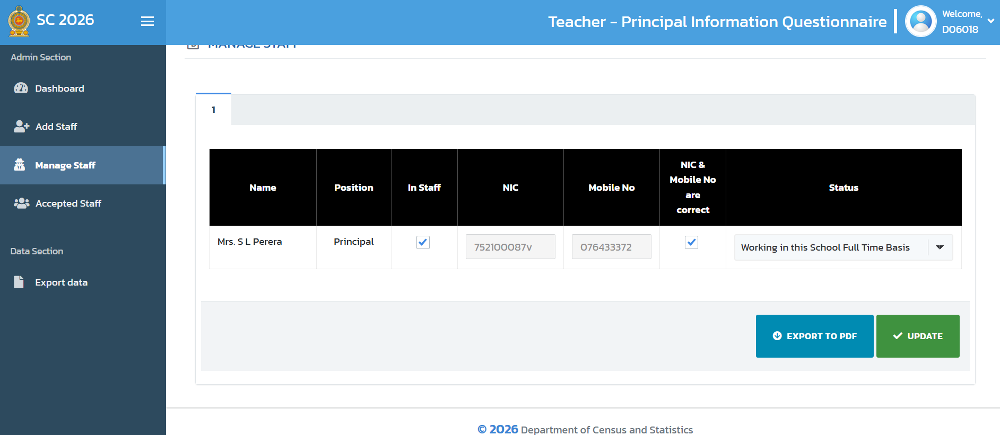 SC 2026
Teacher - Principal Information Questionnaire
Welcome,
D06018
Admin Section
Dashboard
Add Staff
Manage Staff
Accepted Staff
Data Section
Export data
MANAGE STAFF
1
Name
Position
In Staff
NIC
Mobile No
NIC &
Mobile No
are
correct
Status
Mrs. S L Perera
Principal
752100087v
076433372
Working in this School Full Time Basis
EXPORT TO PDF
UPDATE
© 2026 Department of Census and Statistics